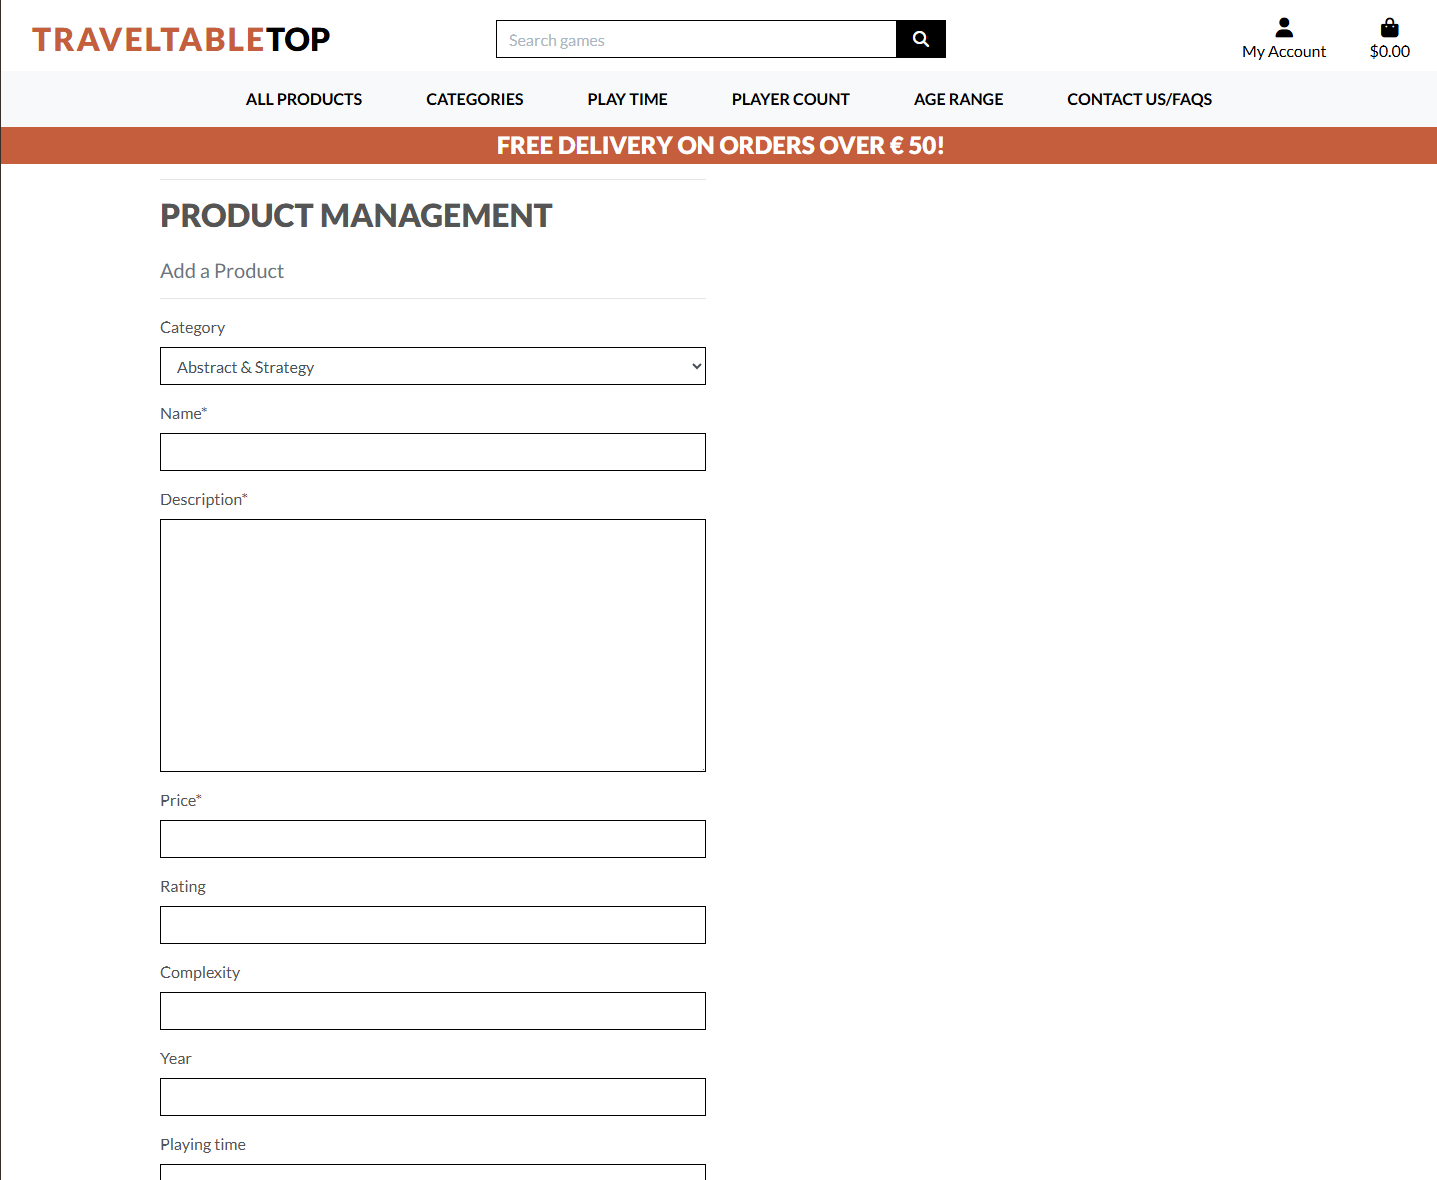 TRAVELTABLETOP
Search games
My Account
$0.00
ALL PRODUCTS
CATEGORIES
PLAY TIME
PLAYER COUNT
AGE RANGE
CONTACT US/FAQS
FREE DELIVERY ON ORDERS OVER € 50!
PRODUCT MANAGEMENT
Add a Product
Category
Abstract & Strategy
Name*
Description*
Price*
Rating
Complexity
Year
Playing time